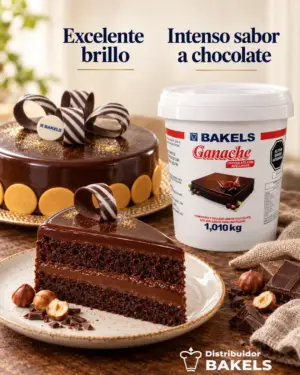 Excelente
brillo
Intenso sabor
a chocolate
BAKELS
BAKELS
Ganache
1,010kg
Distribuidor
BAKELS